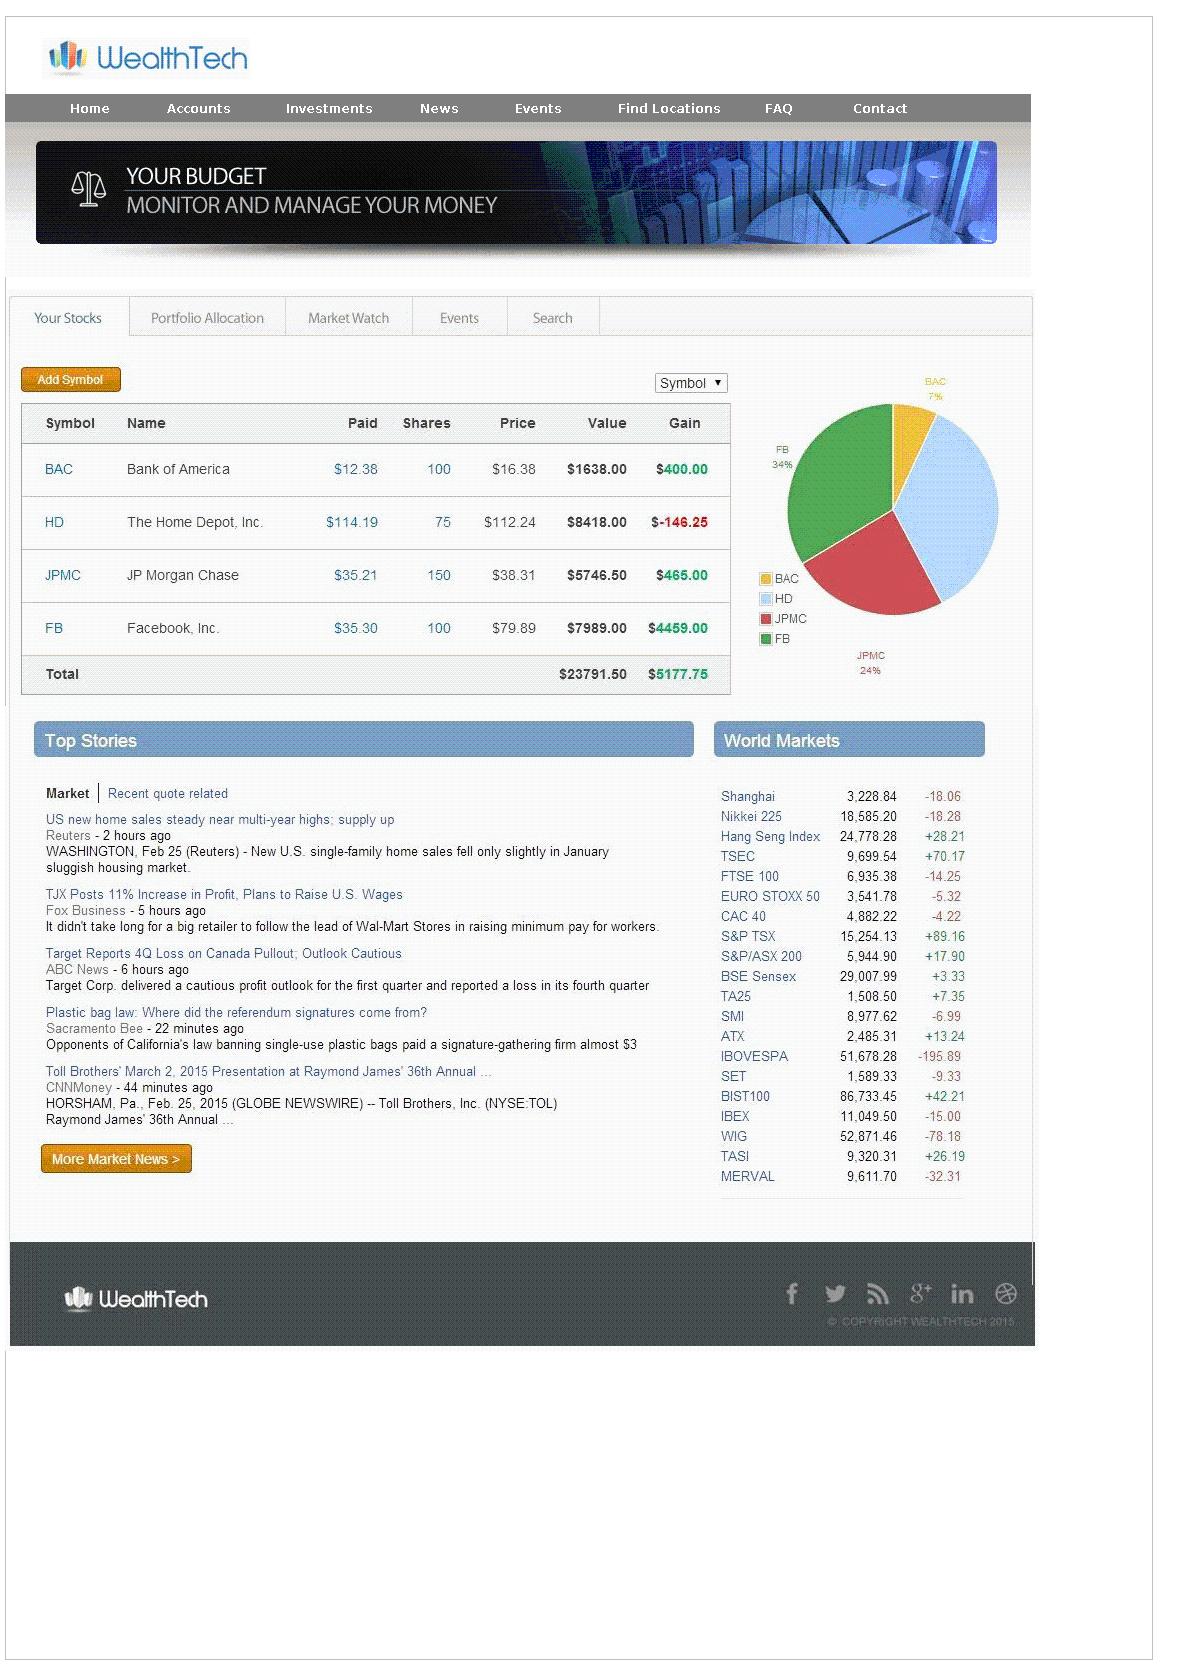 WealthTech
Home Accounts Investments News Events Find Locations FAQ Contact
YOUR BUDGET
MONITOR AND MANAGE YOUR MONEY
Your Stocks Portfolio Allocation Market Watch Events Search
Add Symbol
Symbol ▼
Symbol Name Paid Shares Price Value Gain
BAC Bank of America $12.38 100 $16.38 $1638.00 $400.00
HD The Home Depot, Inc. $114.19 75 $112.24 $8418.00 $-146.25
JPMC JP Morgan Chase $35.21 150 $38.31 $5746.50 $465.00
FB Facebook, Inc. $35.30 100 $79.89 $7989.00 $4459.00
Total $23791.50 $5177.75
BAC
7%
FB
34%
BAC
HD
JPMC
FB
JPMC
24%
Top Stories
Market Recent quote related
US new home sales steady near multi-year highs; supply up
Reuters - 2 hours ago
WASHINGTON, Feb 25 (Reuters) - New U.S. single-family home sales fell only slightly in January
sluggish housing market.
TJX Posts 11% Increase in Profit, Plans to Raise U.S. Wages
Fox Business - 5 hours ago
It didn't take long for a big retailer to follow the lead of Wal-Mart Stores in raising minimum pay for workers.
Target Reports 4Q Loss on Canada Pullout; Outlook Cautious
ABC News - 6 hours ago
Target Corp. delivered a cautious profit outlook for the first quarter and reported a loss in its fourth quarter
Plastic bag law: Where did the referendum signatures come from?
Sacramento Bee - 22 minutes ago
Opponents of California's law banning single-use plastic bags paid a signature-gathering firm almost $3
Toll Brothers' March 2, 2015 Presentation at Raymond James' 36th Annual ...
CNNMoney - 44 minutes ago
HORSHAM, Pa., Feb. 25, 2015 (GLOBE NEWSWIRE) -- Toll Brothers, Inc. (NYSE:TOL)
Raymond James' 36th Annual ...
More Market News >
World Markets
Shanghai 3,228.84 -18.06
Nikkei 225 18,585.20 -18.28
Hang Seng Index 24,778.28 +28.21
TSEC 9,699.54 +70.17
FTSE 100 6,935.38 -14.25
EURO STOXX 50 3,541.78 -5.32
CAC 40 4,882.22 -4.22
S&P TSX 15,254.13 +89.16
S&P/ASX 200 5,944.90 +17.90
BSE Sensex 29,007.99 +3.33
TA25 1,508.50 +7.35
SMI 8,977.62 -6.99
ATX 2,485.31 +13.24
IBOVESPA 51,678.28 -195.89
SET 1,589.33 -9.33
BIST100 86,733.45 +42.21
IBEX 11,049.50 -15.00
WIG 52,871.46 -78.18
TASI 9,320.31 +26.19
MERVAL 9,611.70 -32.31
WealthTech
© COPYRIGHT WEALTHTECH 2015